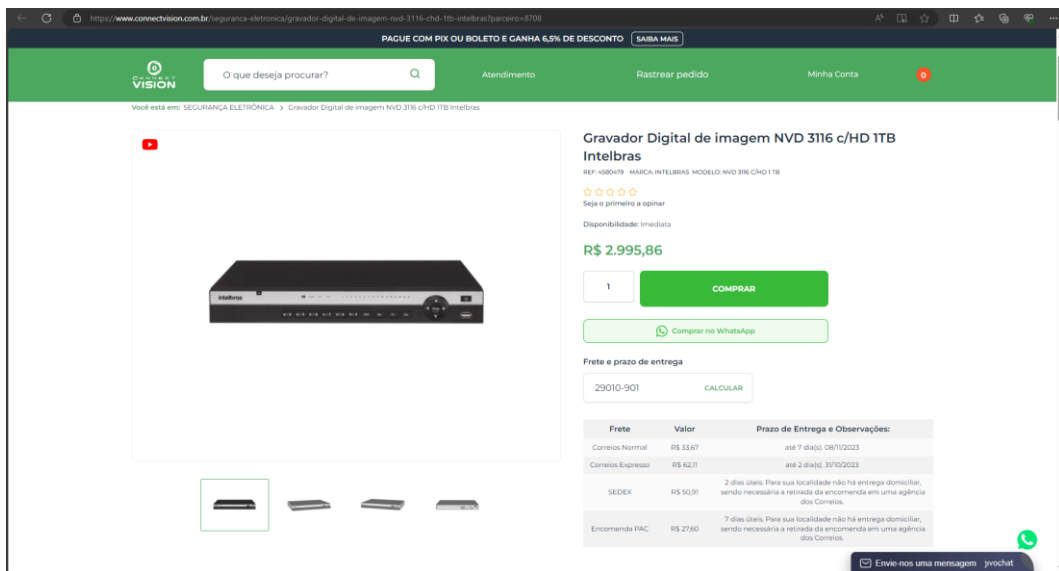 https://www.connectvision.com.br/seguranca-eletronica/gravador-digital-de-imagem-nvd-3116-chd-1tb-intelbras?parceiro=8708
PAGUE COM PIX OU BOLETO E GANHA 6,5% DE DESCONTO SAIBA MAIS
CONNECT
VISION
O que deseja procurar?
Atendimento
Rastrear pedido
Minha Conta
0
Você está em: SEGURANÇA ELETRÔNICA > Gravador Digital de imagem NVD 3116 c/HD 1TB Intelbras
Gravador Digital de imagem NVD 3116 c/HD 1TB
Intelbras
REF: 4580479 MARCA: INTELBRAS MODELO: NVD 3116 C/HD 1 TB
Seja o primeiro a opinar
Disponibilidade: Imediata
R$ 2.995,86
1
COMPRAR
Comprar no WhatsApp
Frete e prazo de entrega
29010-901 CALCULAR
Frete Valor Prazo de Entrega e Observações:
Correios Normal R$ 33,67 até 7 dia(s). 08/11/2023
Correios Expresso R$ 62,11 até 2 dia(s). 31/10/2023
SEDEX R$ 50,91 2 dias úteis. Para sua localidade não há entrega domiciliar,
sendo necessária a retirada da encomenda em uma agência
dos Correios.
Encomenda PAC R$ 27,60 7 dias úteis. Para sua localidade não há entrega domiciliar,
sendo necessária a retirada da encomenda em uma agência
dos Correios.
intelbras
Envie-nos uma mensagem jivochat